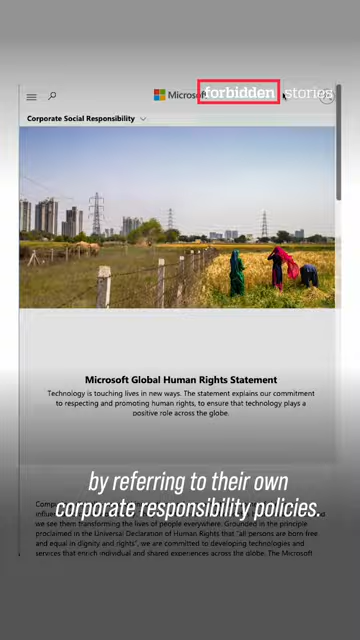 Microsoft
forbidden stories
Corporate Social Responsibility
Microsoft Global Human Rights Statement
Technology is touching lives in new ways. The statement explains our commitment
to respecting and promoting human rights, to ensure that technology plays a
positive role across the globe.
by referring to their own
corporate responsibility policies.
we see them transforming the lives of people everywhere. Grounded in the principle
proclaimed in the Universal Declaration of Human Rights that "all persons are born free
and equal in dignity and rights", we are committed to developing technologies and
services that enrich individual and shared experiences across the globe. The Microsoft